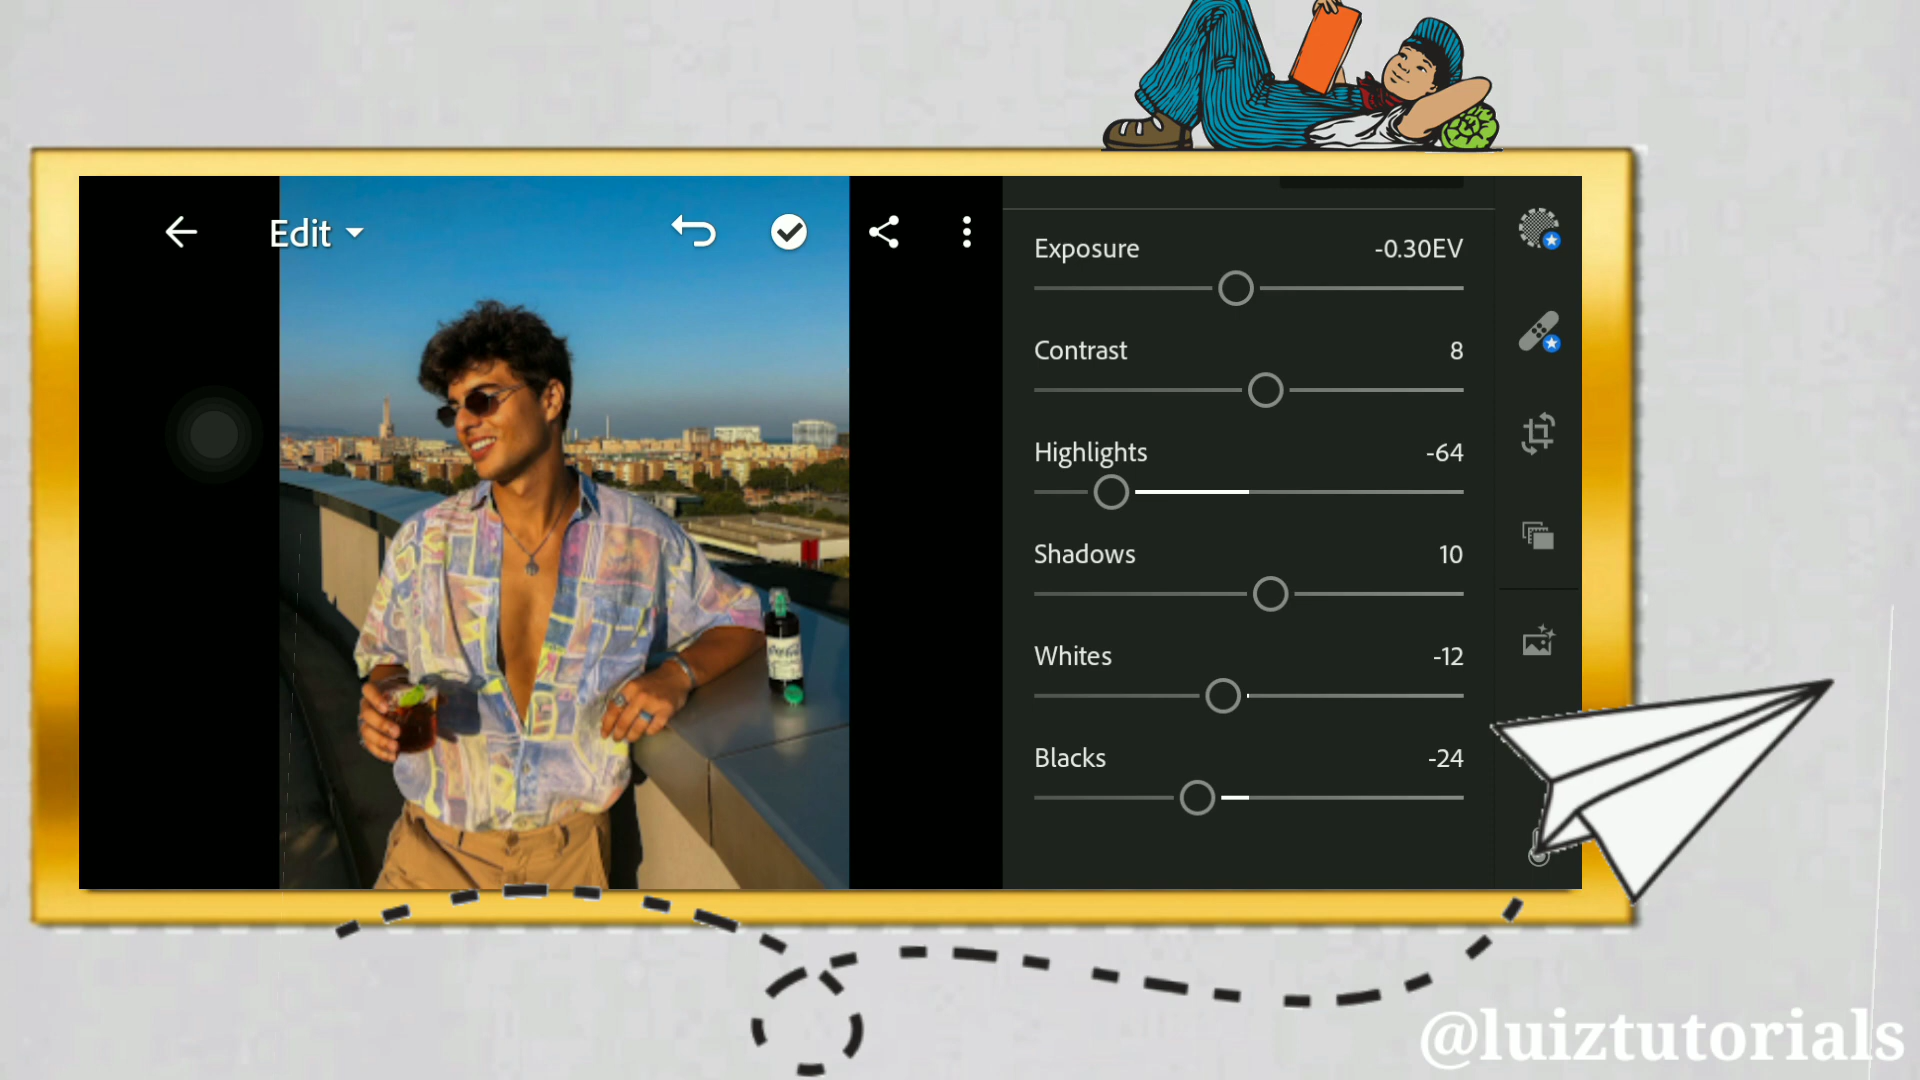 Edit
Exposure -0.30EV
Contrast 8
Highlights -64
Shadows 10
Whites -12
Blacks -24
@luiztutorials